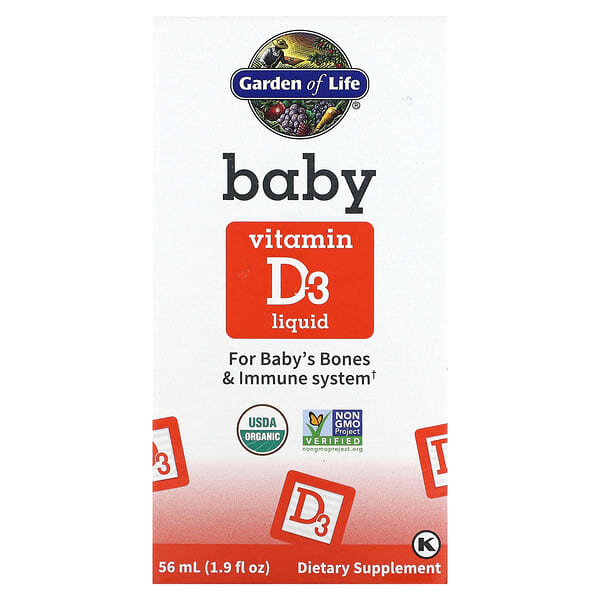 Garden of Life
®
baby
vitamin
D3
liquid
For Baby's Bones
& Immune system†
USDA
ORGANIC
NON
GMO
Project
VERIFIED
nongmoproject.org
D3
D3
D
K
56 mL (1.9 fl oz)
Dietary Supplement